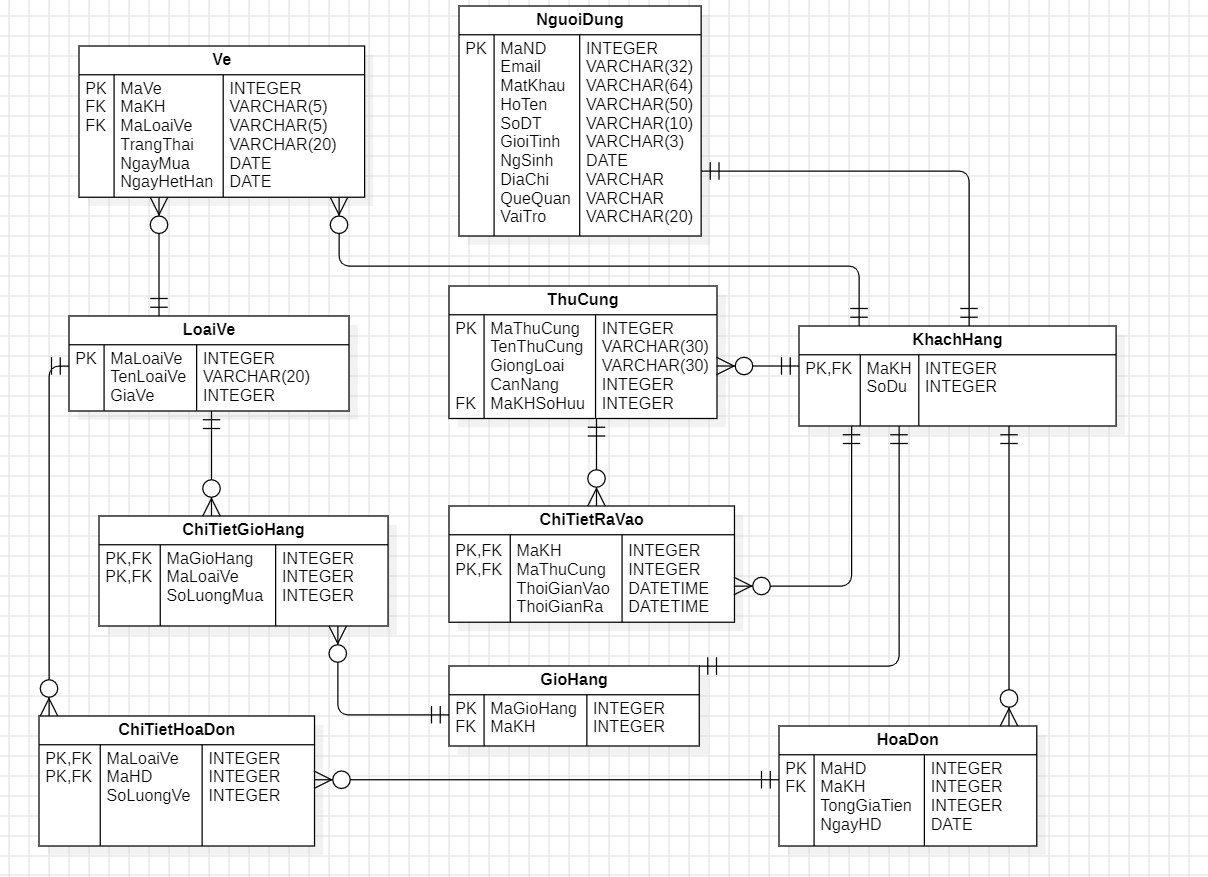 NguoiDung
PK MaND INTEGER
Email VARCHAR(32)
MatKhau VARCHAR(64)
HoTen VARCHAR(50)
SoDT VARCHAR(10)
GioiTinh VARCHAR(3)
NgSinh DATE
DiaChi VARCHAR
QueQuan VARCHAR
VaiTro VARCHAR(20)
Ve
PK MaVe INTEGER
FK MaKH VARCHAR(5)
FK MaLoaiVe VARCHAR(5)
TrangThai VARCHAR(20)
NgayMua DATE
NgayHetHan DATE
ThuCung
PK MaThuCung INTEGER
TenThuCung VARCHAR(30)
GiongLoai VARCHAR(30)
CanNang INTEGER
FK MaKHSoHuu INTEGER
LoaiVe
PK MaLoaiVe INTEGER
TenLoaiVe VARCHAR(20)
GiaVe INTEGER
KhachHang
PK,FK MaKH INTEGER
SoDu INTEGER
ChiTietGioHang
PK,FK MaGioHang INTEGER
PK,FK MaLoaiVe INTEGER
SoLuongMua INTEGER
ChiTietRaVao
PK,FK MaKH INTEGER
PK,FK MaThuCung INTEGER
ThoiGianVao DATETIME
ThoiGianRa DATETIME
GioHang
PK MaGioHang INTEGER
FK MaKH INTEGER
ChiTietHoaDon
PK,FK MaLoaiVe INTEGER
PK,FK MaHD INTEGER
SoLuongVe INTEGER
HoaDon
PK MaHD INTEGER
FK MaKH INTEGER
TongGiaTien INTEGER
NgayHD DATE